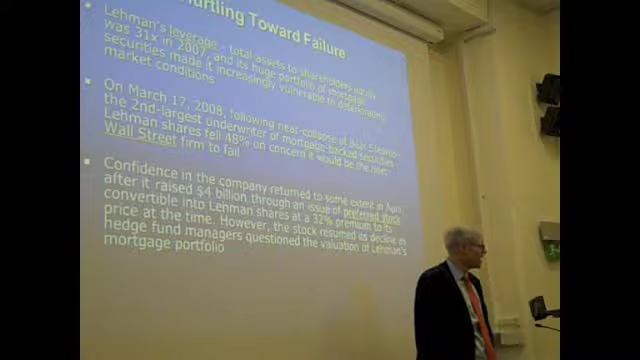 Hurtling Toward Failure
Lehman's leverage - total assets to shareholders equity
was 31x in 2007, and its huge portfolio of mortgage
securities made it increasingly vulnerable to deteriorating
market conditions
On March 17, 2008, following near-collapse of Bear Stearns-
the 2nd-largest underwriter of mortgage-backed securities -
Lehman shares fell 48% on concern it would be the next
Wall Street firm to fail
Confidence in the company returned to some extent in April,
after it raised $4 billion through an issue of preferred stock
convertible into Lehman shares at a 32% premium to its
price at the time. However, the stock resumed its decline as
hedge fund managers questioned the valuation of Lehman's
mortgage portfolio